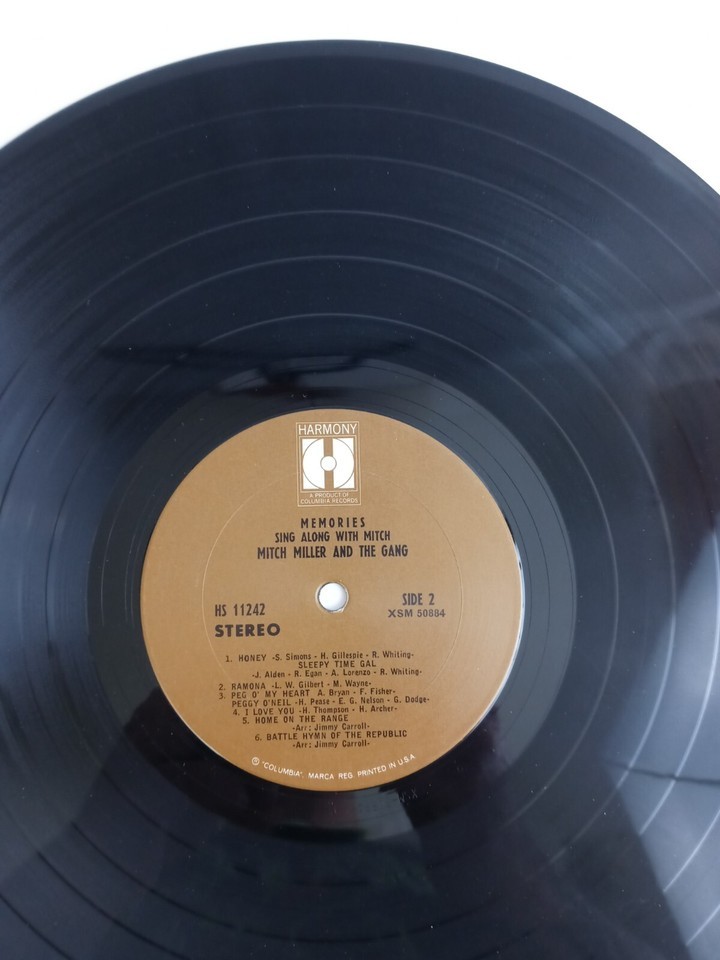 HARMONY
A PRODUCT OF
COLUMBIA RECORDS
MEMORIES
SING ALONG WITH MITCH
MITCH MILLER AND THE GANG
HS 11242 SIDE 2
STEREO XSM 50884
1. HONEY -S. Simons - H. Gillespie - R. Whiting-
SLEEPY TIME GAL
-J. Alden - R. Egan - A. Lorenzo - R. Whiting-
2. RAMONA -L. W. Gilbert - M. Wayne-
3. PEG O' MY HEART A. Bryan - F. Fisher-
PEGGY O'NEIL -H. Pease - E. G. Nelson - G. Dodge-
4. I LOVE YOU -H. Thompson - H. Archer-
5. HOME ON THE RANGE
-Arr: Jimmy Carroll-
6. BATTLE HYMN OF THE REPUBLIC
-Arr: Jimmy Carroll-
Ⓟ "COLUMBIA", MARCA REG. PRINTED IN U.S.A.